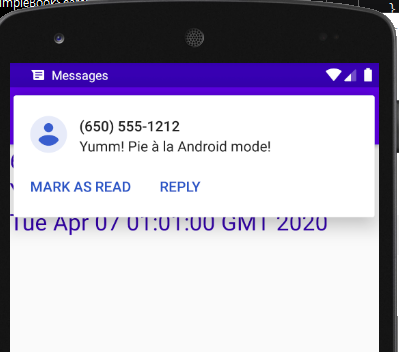 Messages
(650) 555-1212
Yumm! Pie à la Android mode!
MARK AS READ REPLY
Tue Apr 07 01:01:00 GMT 2020